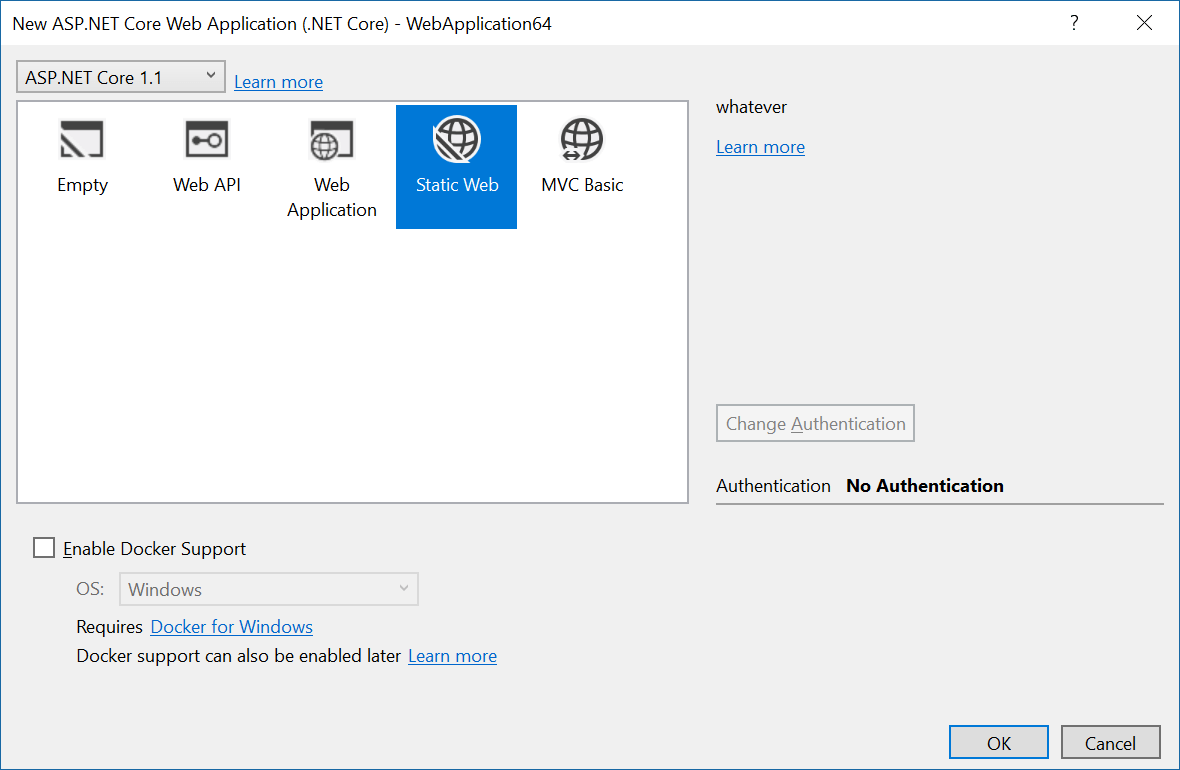 New ASP.NET Core Web Application (.NET Core) - WebApplication64
?
ASP.NET Core 1.1
Learn more
Empty
Web API
Web
Application
Static Web
MVC Basic
whatever
Learn more
Change Authentication
Authentication No Authentication
Enable Docker Support
OS: Windows
Requires Docker for Windows
Docker support can also be enabled later Learn more
OK
Cancel